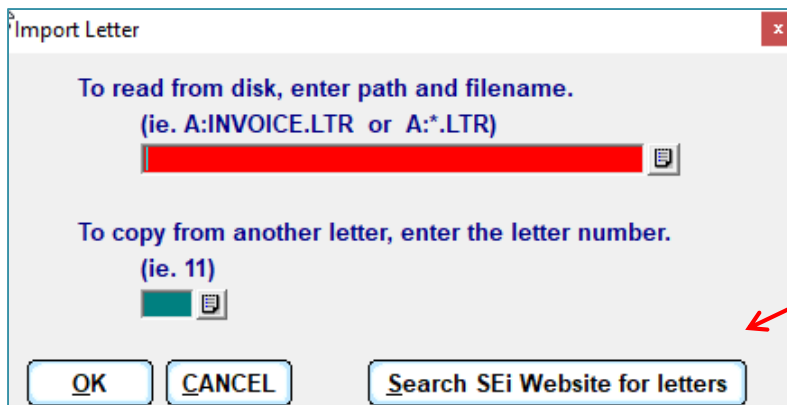 Import Letter
x
To read from disk, enter path and filename.
(ie. A:INVOICE.LTR or A:*.LTR)
To copy from another letter, enter the letter number.
(ie. 11)
OK CANCEL Search SEi Website for letters